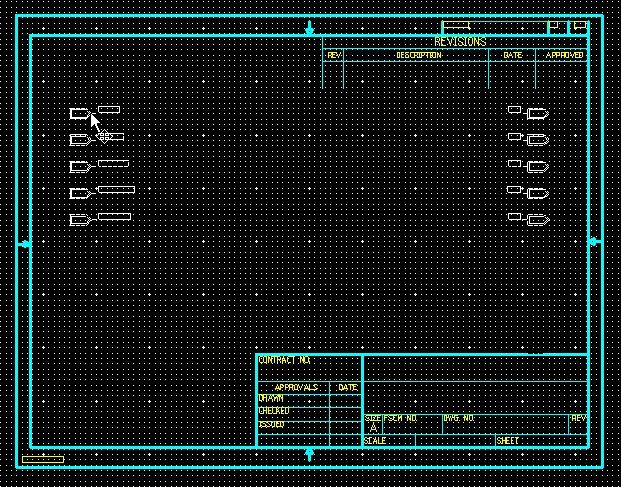 REVISIONS
REV DESCRIPTION DATE APPROVED
CONTRACT NO.
APPROVALS DATE
DRAWN
CHECKED
ISSUED
SIZE FSCM NO. DWG. NO. REV
A
SCALE SHEET